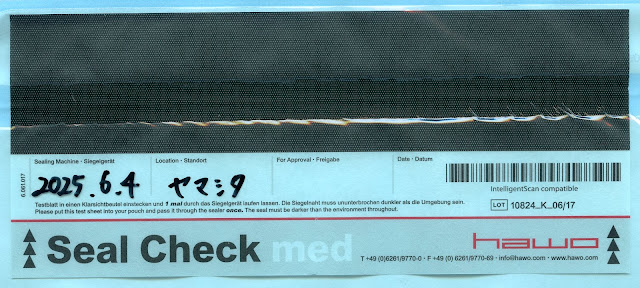 Sealing Machine · Siegelgerät
Location · Standort
For Approval · Freigabe
Date · Datum
2025.6.4
ヤマシタ
6.061.017
IntelligentScan compatible
Testblatt in einen Klarsichtbeutel einstecken und 1 mal durch das Siegelgerät laufen lassen. Die Siegelnaht muss ununterbrochen dunkler als die Umgebung sein.
Please put this test sheet into your pouch and pass it through the sealer once. The seal must be darker than the environment throughout.
LOT 10824_K_06/17
Seal Check med
hawo
T +49 (0)6261/9770-0 · F +49 (0) 6261/9770-69 · info@hawo.com · www.hawo.com